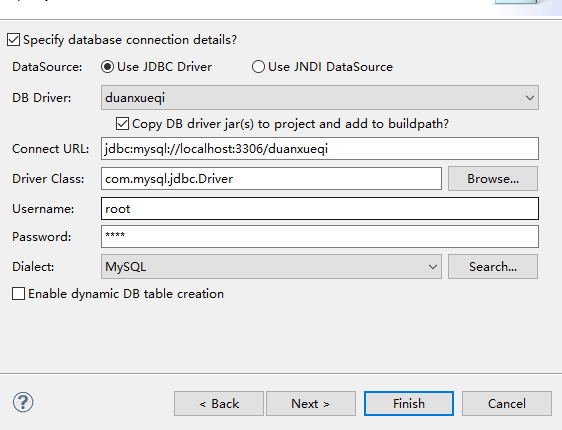 Specify database connection details?
DataSource: Use JDBC Driver Use JNDI DataSource
DB Driver: duanxueqi
Copy DB driver jar(s) to project and add to buildpath?
Connect URL: jdbc:mysql://localhost:3306/duanxueqi
Driver Class: com.mysql.jdbc.Driver Browse...
Username: root
Password: ****
Dialect: MySQL Search...
Enable dynamic DB table creation
? < Back Next > Finish Cancel